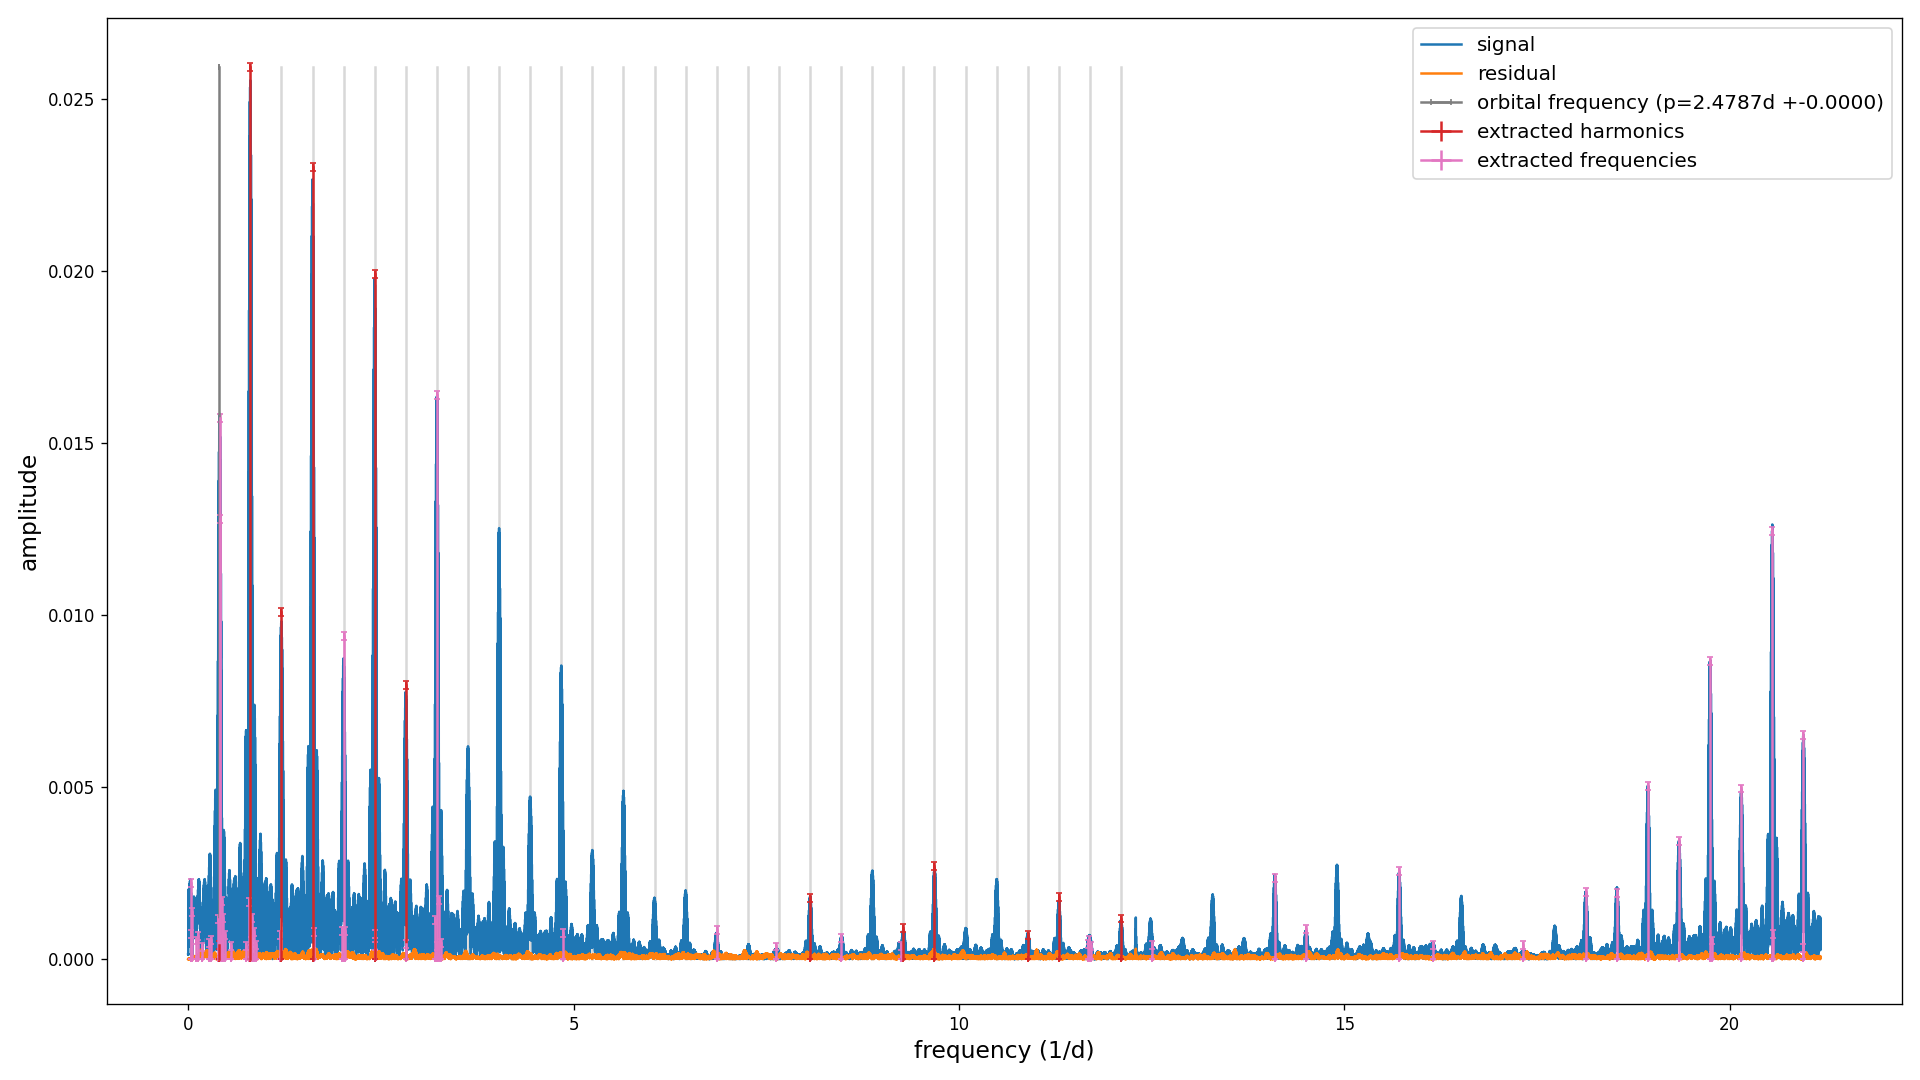 signal
residual
orbital frequency (p=2.4787d +-0.0000)
extracted harmonics
extracted frequencies
amplitude
0.025
0.020
0.015
0.010
0.005
0.000
0 5 10 15 20
frequency (1/d)